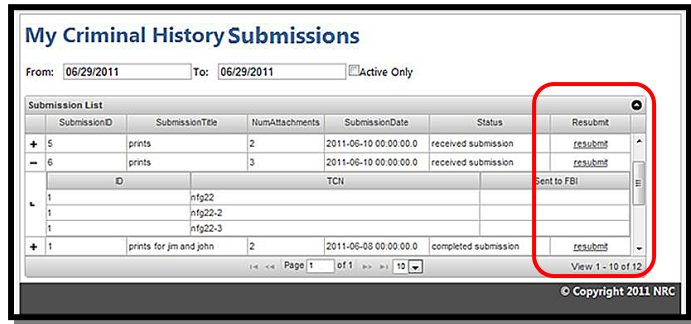 My Criminal History Submissions
From: 06/29/2011 To: 06/29/2011 Active Only
Submission List
SubmissionID SubmissionTitle NumAttachments SubmissionDate Status Resubmit
5 prints 2 2011-06-10 00:00:00.0 received submission resubmit
6 prints 3 2011-06-10 00:00:00.0 received submission resubmit
ID TCN Sent to FBI
1 nfg22
1 nfg22-2
1 nfg22-3
1 prints for jim and john 2 2011-06-08 00:00:00.0 completed submission resubmit
Page 1 of 1 10 View 1 - 10 of 12
© Copyright 2011 NRC